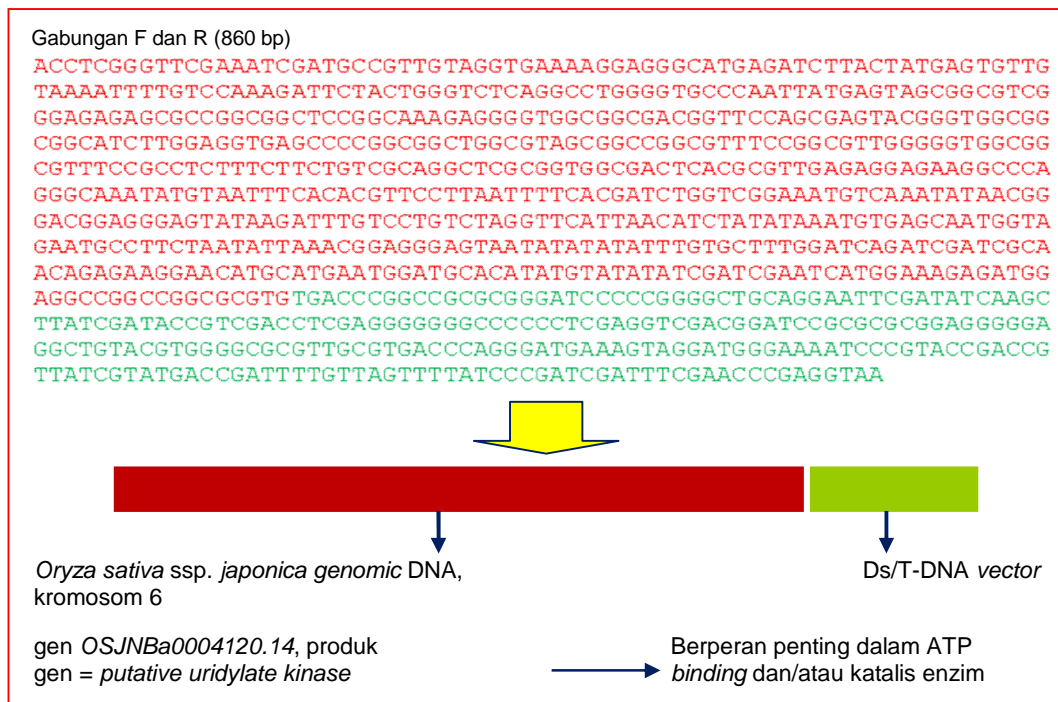 Gabungan F dan R (860 bp)
ACCTCGGGTTCGAAATCGATGCCGTTGTAGGTGAAAAGGAGGGCATGAGATCTTACTATGAGTGTTG
TAAAATTTTGTCCAAAGATTCTACTGGGTCTCAGGCCTGGGGTGCCCAATTATGAGTAGCGGCGTCG
GGAGAGAGCGCCGGCGGCTCCGGCAAAGAGGGGTGGCGGCGACGGTTCCAGCGAGTACGGGTGGCGG
CGGCATCTTGGAGGTGAGCCCCGGCGGCTGGCGTAGCGGCCGGCGTTTCCGGCGTTGGGGGTGGCGG
CGTTTCCGCCTCTTTCTTCTGTCGCAGGCTCGCGGTGGCGACTCACGCGTTGAGAGGAGAAGGCCCA
GGGCAAATATGTAATTTCACACGTTCCTTAATTTTCACGATCTGGTCGGAAATGTCAAATATAACGG
GACGGAGGGAGTATAAGATTTGTCCTGTCTAGGTTCATTAACATCTATATAAATGTGAGCAATGGTA
GAATGCCTTCTAATATTAAACGGAGGGAGTAATATATATATTTGTGCTTTGGATCAGATCGATCGCA
ACAGAGAAGGAACATGCATGAATGGATGCACATATGTATATATCGATCGAATCATGGAAAGAGATGG
AGGCCGGCCGGCGCGTGTGACCCGGCCGCGCGGGATCCCCCGGGGCTGCAGGAATTCGATATCAAGC
TTATCGATACCGTCGACCTCGAGGGGGGGCCCCCCTCGAGGTCGACGGATCCGCGCGCGGAGGGGGA
GGCTGTACGTGGGGCGCGTTGCGTGACCCAGGGATGAAAGTAGGATGGGAAAATCCCGTACCGACCG
TTATCGTATGACCGATTTTGTTAGTTTTATCCCGATCGATTTCGAACCCGAGGTAA
Oryza sativa ssp. japonica genomic DNA,
kromosom 6
Ds/T-DNA vector
gen OSJNBa0004120.14, produk
gen = putative uridylate kinase
Berperan penting dalam ATP
binding dan/atau katalis enzim